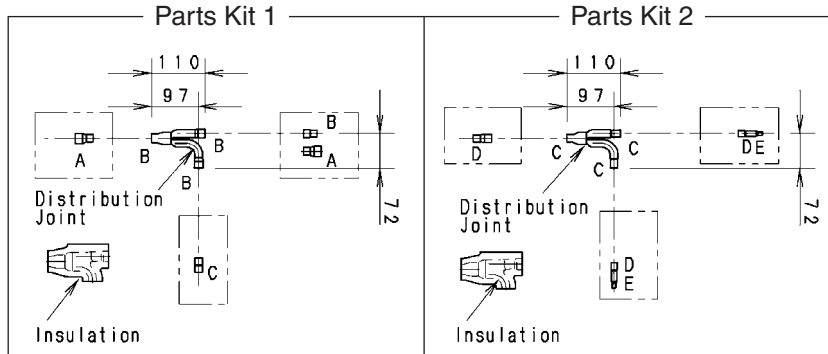 Parts Kit 1
110
97
A
B
B
B
B
A
72
Distribution
Joint
C
Insulation
Parts Kit 2
110
97
D
C
C
C
DE
72
Distribution
Joint
D
E
Insulation